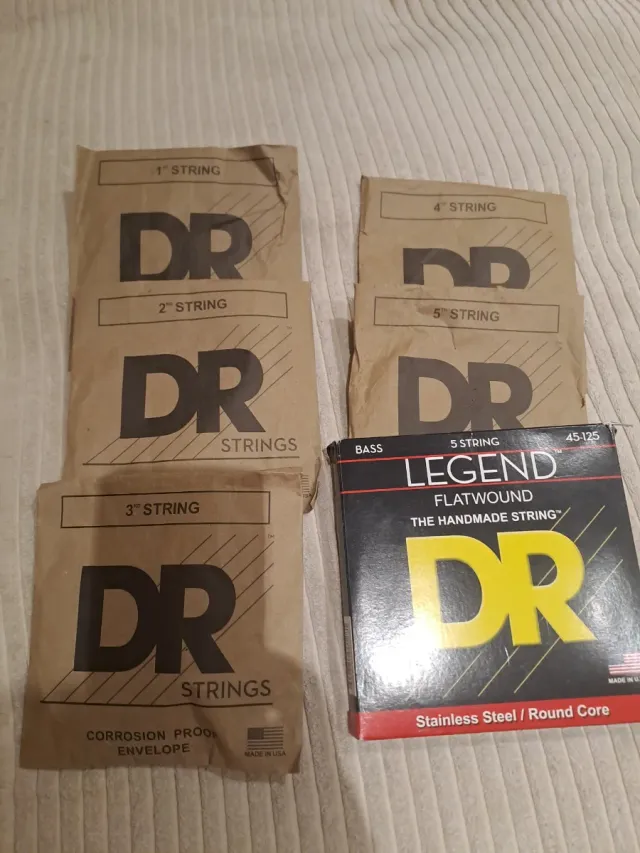 1ST STRING
DR
2ND STRING
DR
STRINGS
3RD STRING
DR
STRINGS
CORROSION PROOF
ENVELOPE
MADE IN USA
4TH STRING
DR
5TH STRING
DR
BASS 5 STRING 45-125
LEGEND™
FLATWOUND
THE HANDMADE STRING™
DR
MADE IN U.
Stainless Steel / Round Core